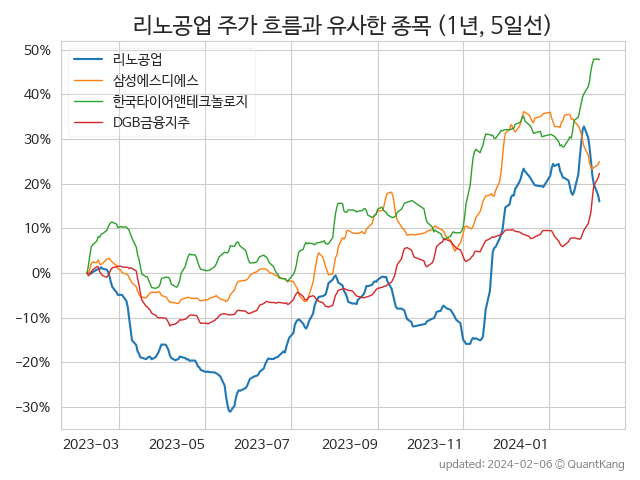 리노공업 주가 흐름과 유사한 종목 (1년, 5일선)
리노공업
삼성에스디에스
한국타이어앤테크놀로지
DGB금융지주
50%
40%
30%
20%
10%
0%
−10%
−20%
−30%
2023-03 2023-05 2023-07 2023-09 2023-11 2024-01
updated: 2024-02-06 © QuantKang